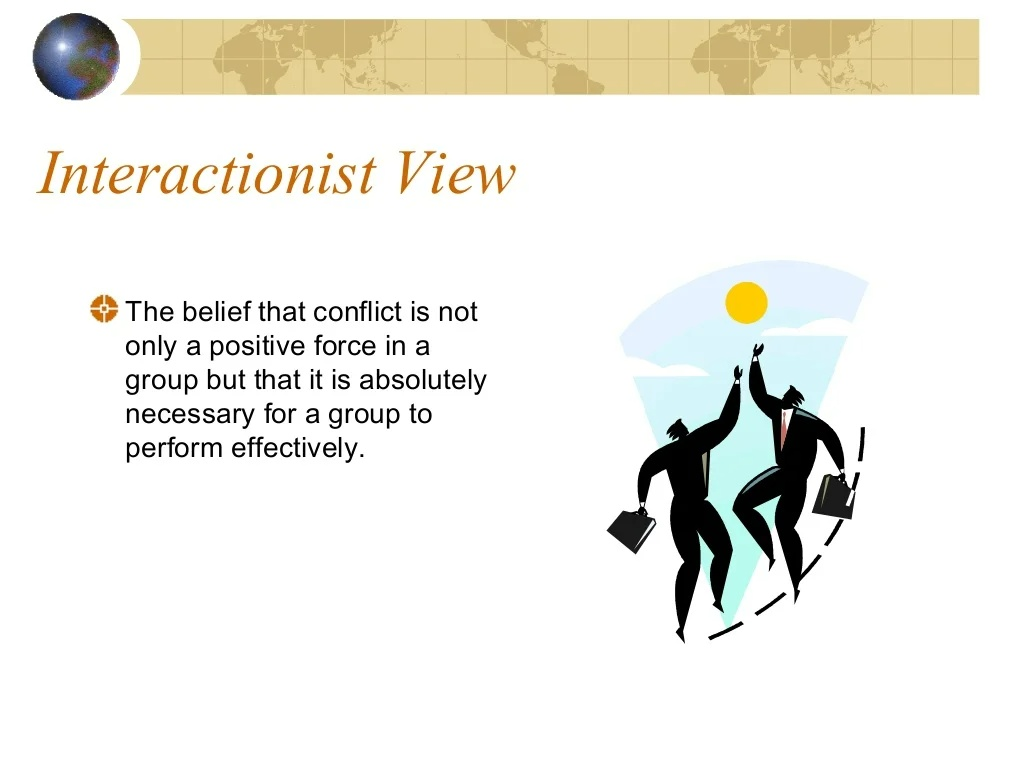 Interactionist View
The belief that conflict is not
only a positive force in a
group but that it is absolutely
necessary for a group to
perform effectively.